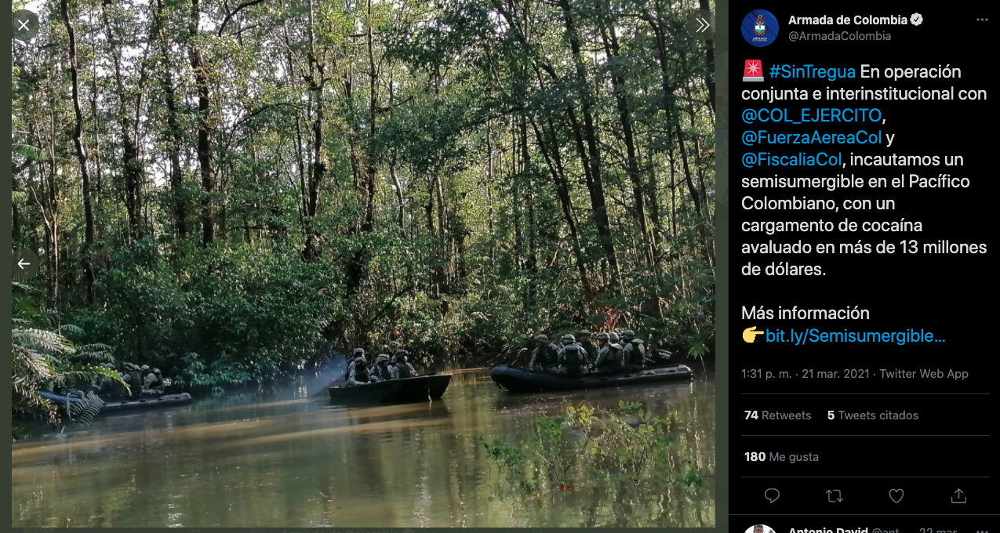 Armada de Colombia
@ArmadaColombia
#SinTregua En operación
conjunta e interinstitucional con
@COL_EJERCITO,
@FuerzaAereaCol y
@FiscaliaCol, incautamos un
semisumergible en el Pacífico
Colombiano, con un
cargamento de cocaína
avaluado en más de 13 millones
de dólares.
Más información
bit.ly/Semisumergible...
1:31 p. m. · 21 mar. 2021 · Twitter Web App
74 Retweets 5 Tweets citados
180 Me gusta
Antonio David @ant... · 22 mar.